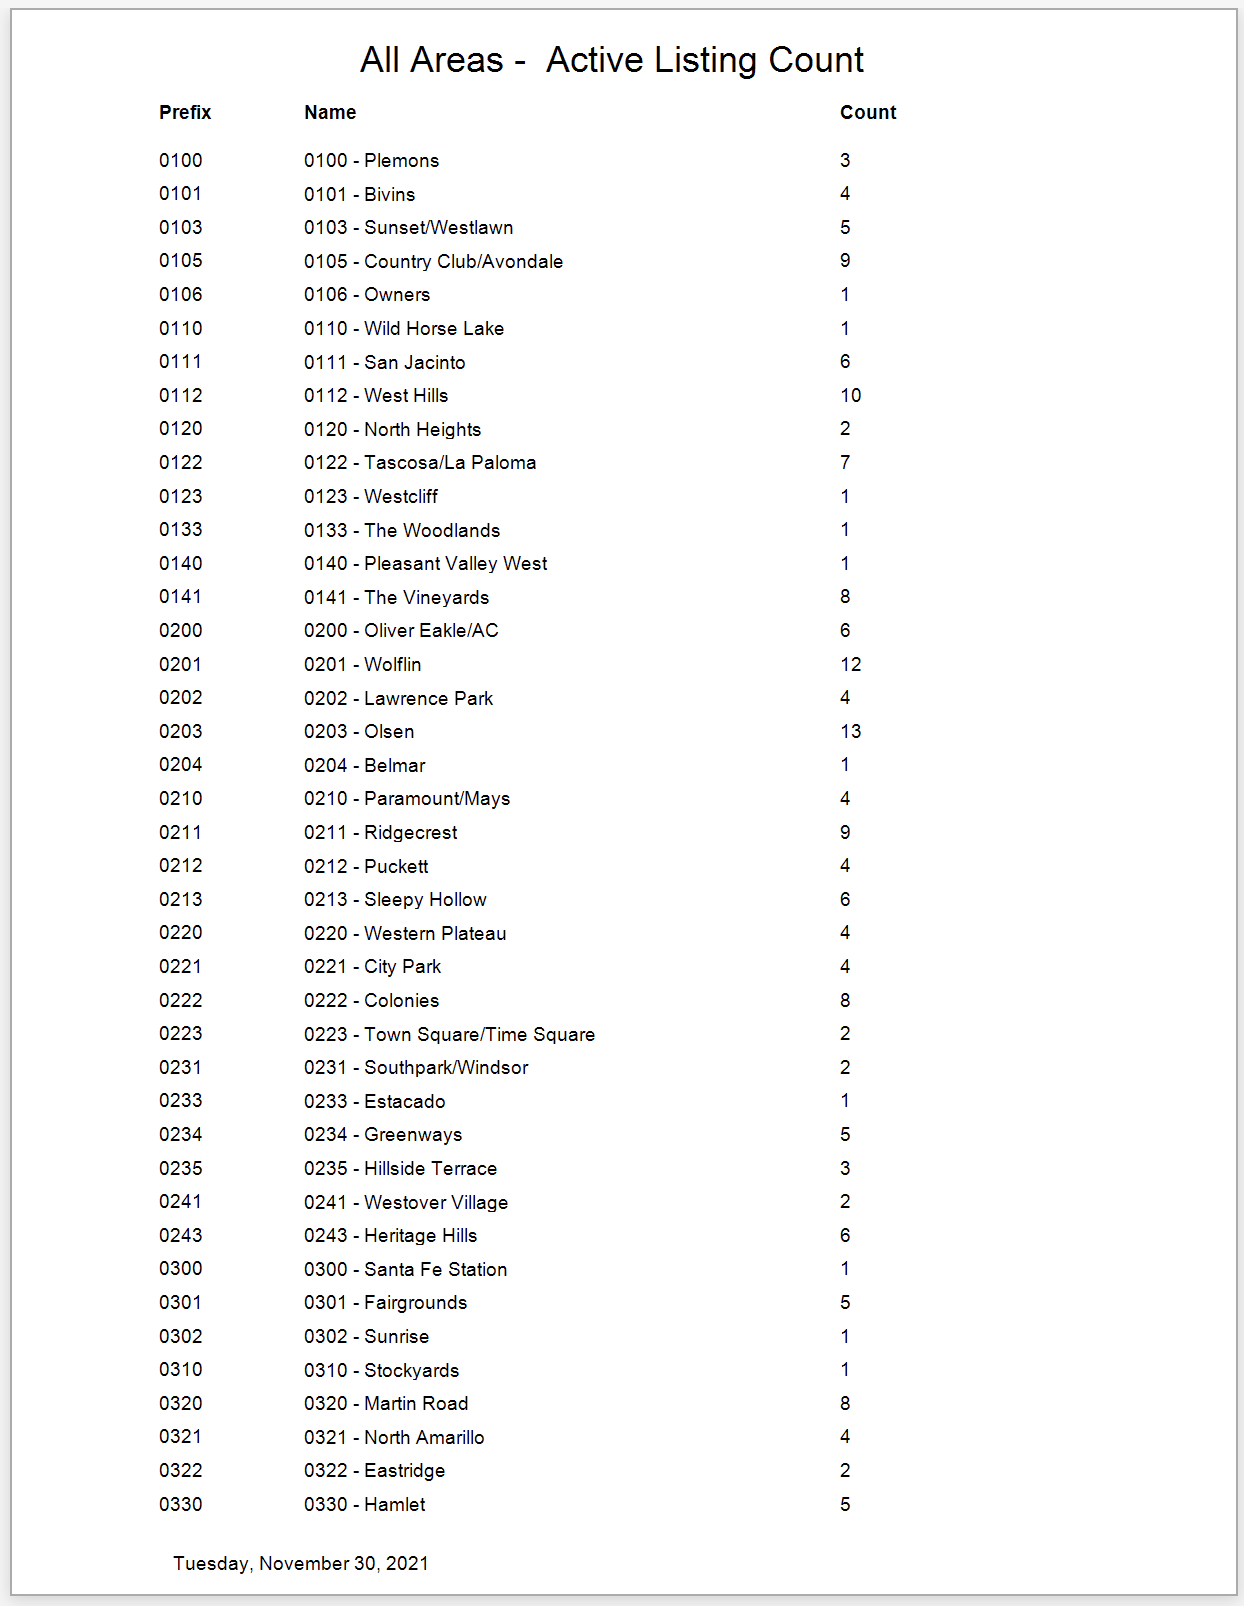 All Areas -  Active Listing Count
Prefix Name Count
0100 0100 - Plemons 3
0101 0101 - Bivins 4
0103 0103 - Sunset/Westlawn 5
0105 0105 - Country Club/Avondale 9
0106 0106 - Owners 1
0110 0110 - Wild Horse Lake 1
0111 0111 - San Jacinto 6
0112 0112 - West Hills 10
0120 0120 - North Heights 2
0122 0122 - Tascosa/La Paloma 7
0123 0123 - Westcliff 1
0133 0133 - The Woodlands 1
0140 0140 - Pleasant Valley West 1
0141 0141 - The Vineyards 8
0200 0200 - Oliver Eakle/AC 6
0201 0201 - Wolflin 12
0202 0202 - Lawrence Park 4
0203 0203 - Olsen 13
0204 0204 - Belmar 1
0210 0210 - Paramount/Mays 4
0211 0211 - Ridgecrest 9
0212 0212 - Puckett 4
0213 0213 - Sleepy Hollow 6
0220 0220 - Western Plateau 4
0221 0221 - City Park 4
0222 0222 - Colonies 8
0223 0223 - Town Square/Time Square 2
0231 0231 - Southpark/Windsor 2
0233 0233 - Estacado 1
0234 0234 - Greenways 5
0235 0235 - Hillside Terrace 3
0241 0241 - Westover Village 2
0243 0243 - Heritage Hills 6
0300 0300 - Santa Fe Station 1
0301 0301 - Fairgrounds 5
0302 0302 - Sunrise 1
0310 0310 - Stockyards 1
0320 0320 - Martin Road 8
0321 0321 - North Amarillo 4
0322 0322 - Eastridge 2
0330 0330 - Hamlet 5
Tuesday, November 30, 2021